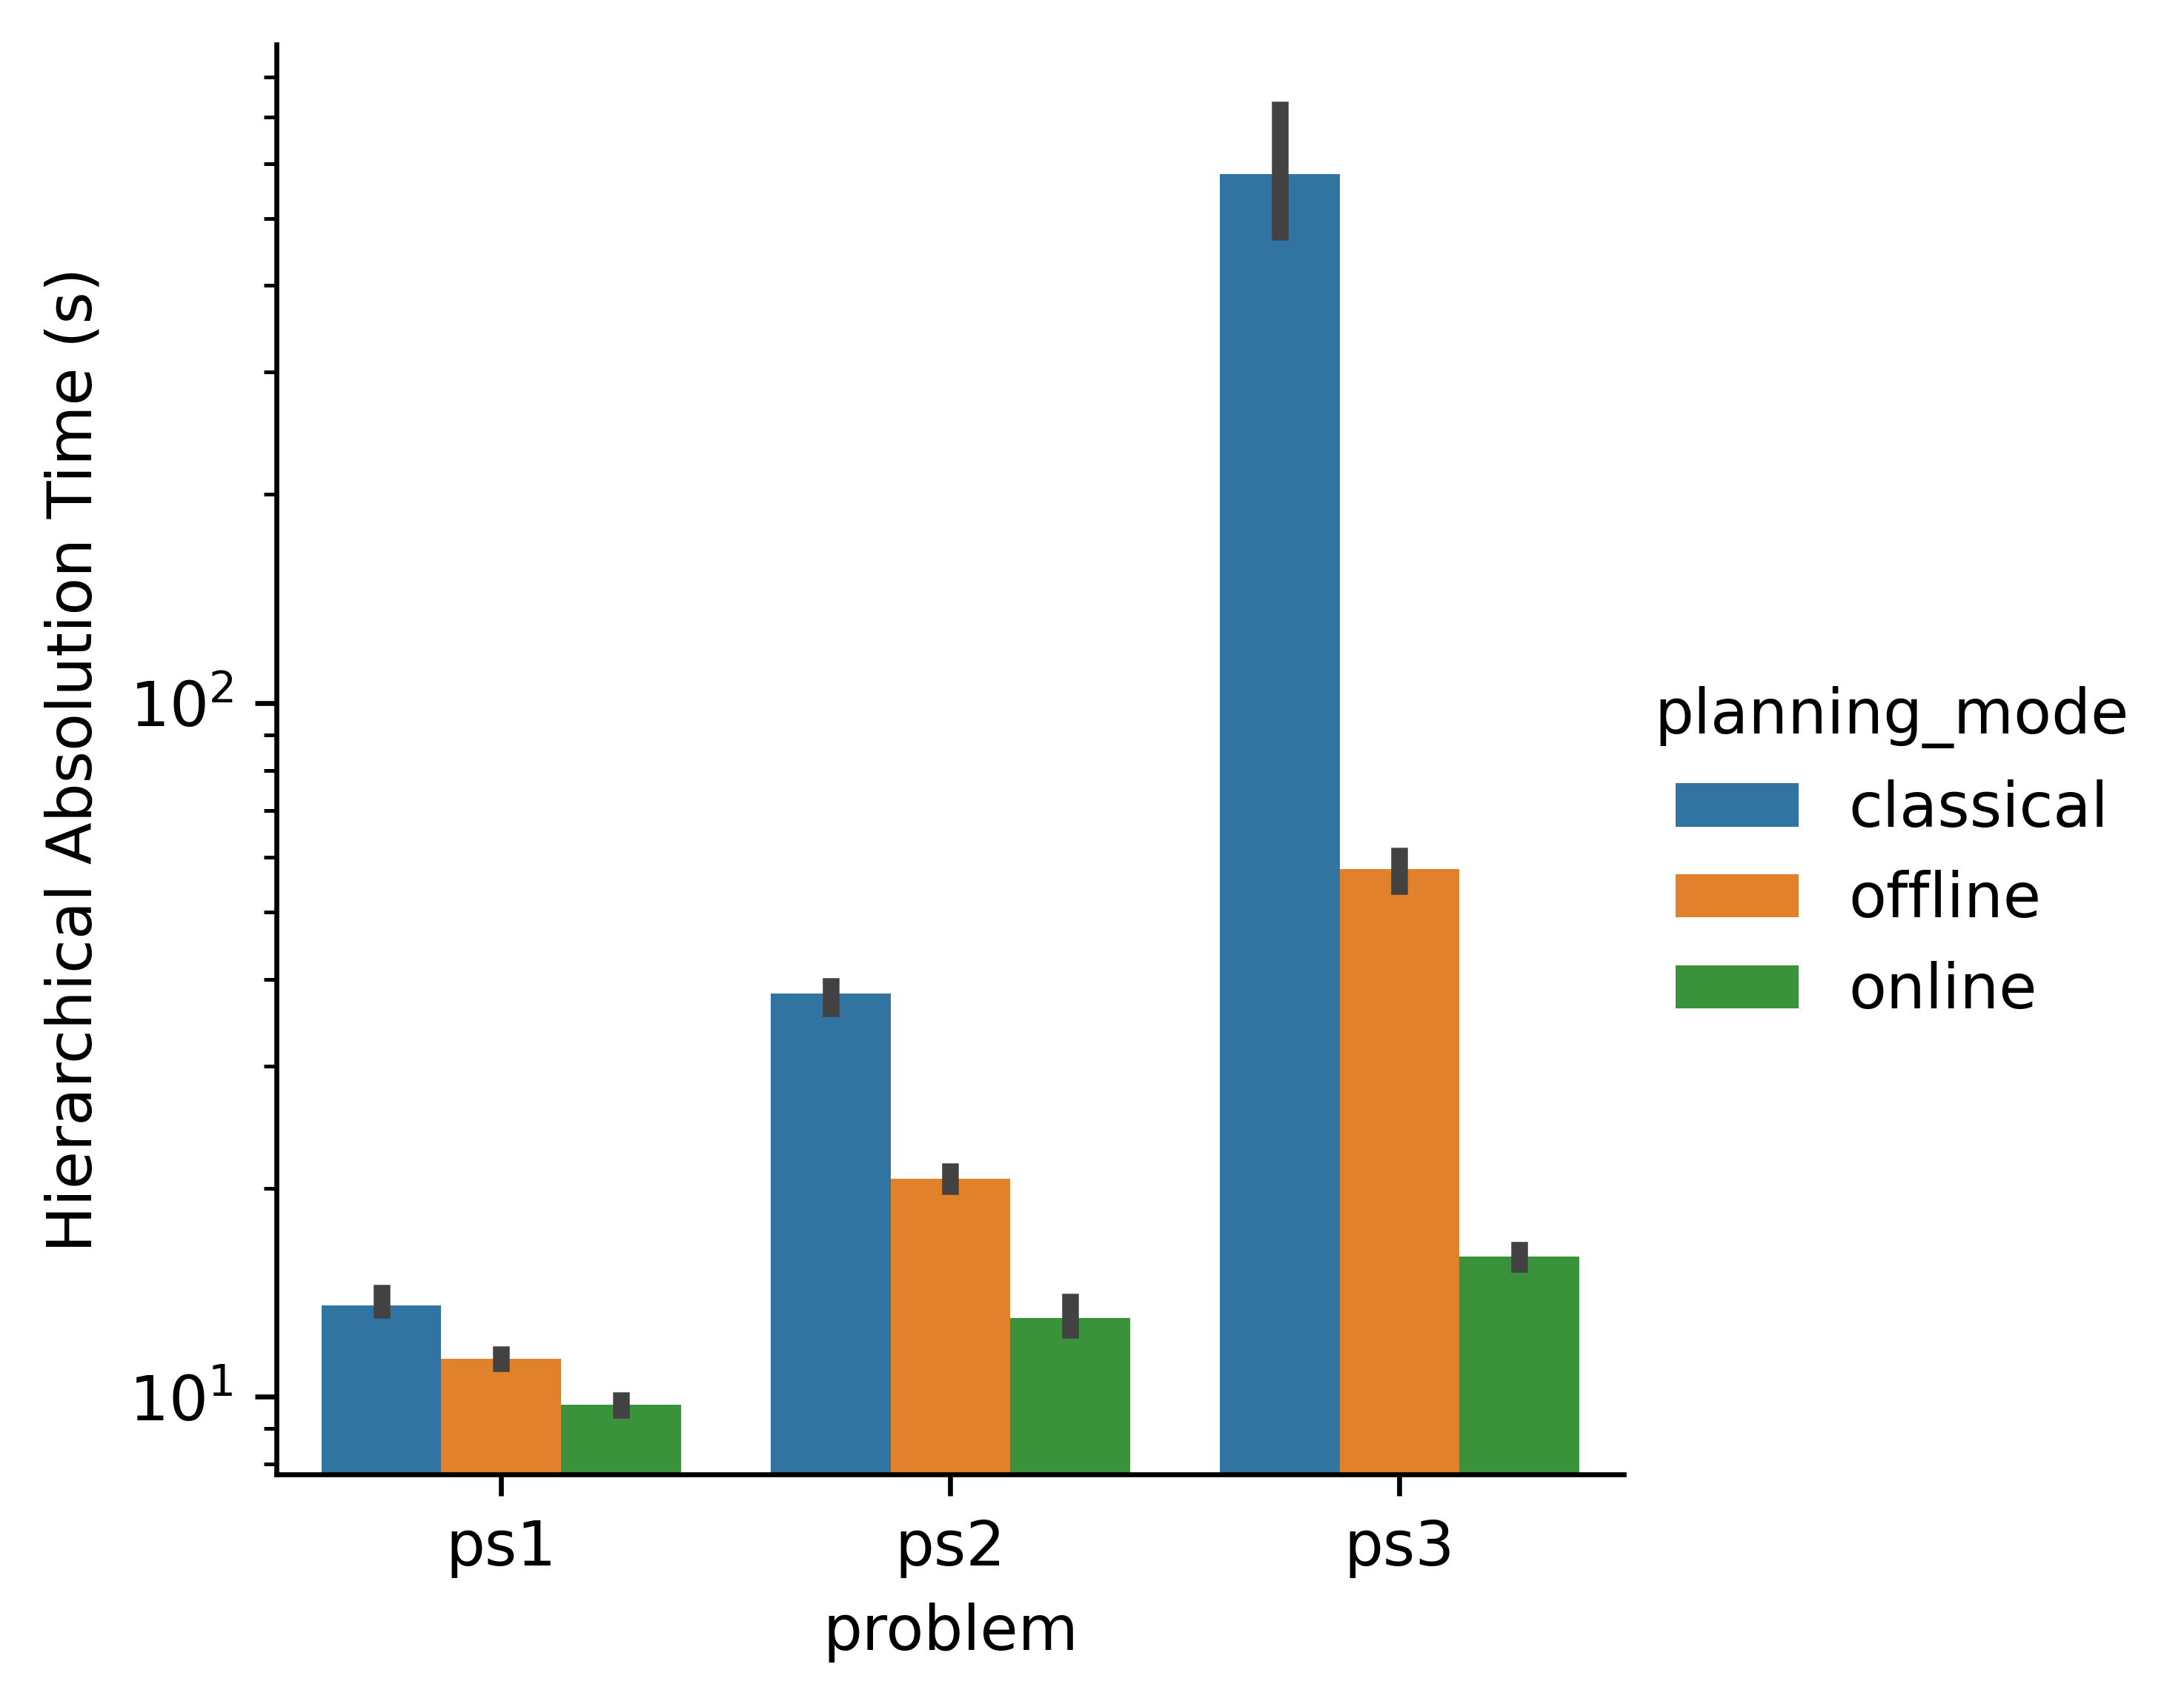 Hierarchical Absolution Time (s)
10²
10¹
ps1
ps2
ps3
problem
planning_mode
classical
offline
online